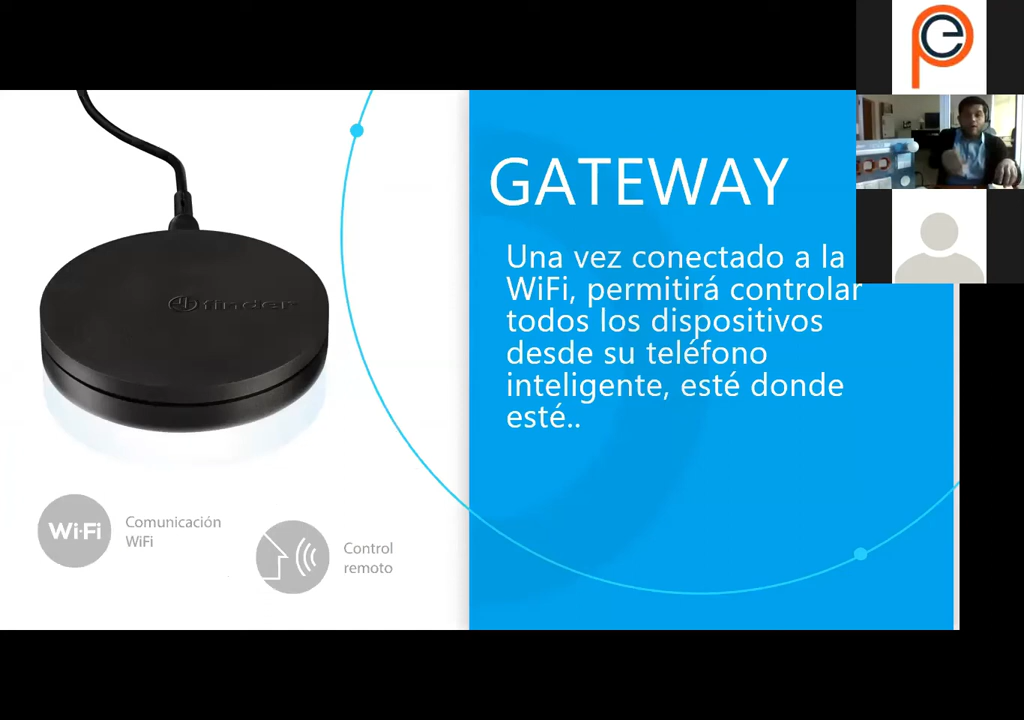 GATEWAY
Una vez conectado a la
WiFi, permitirá controlar
todos los dispositivos
desde su teléfono
inteligente, esté donde
esté..
finder
Wi-Fi
Comunicación
WiFi
Control
remoto